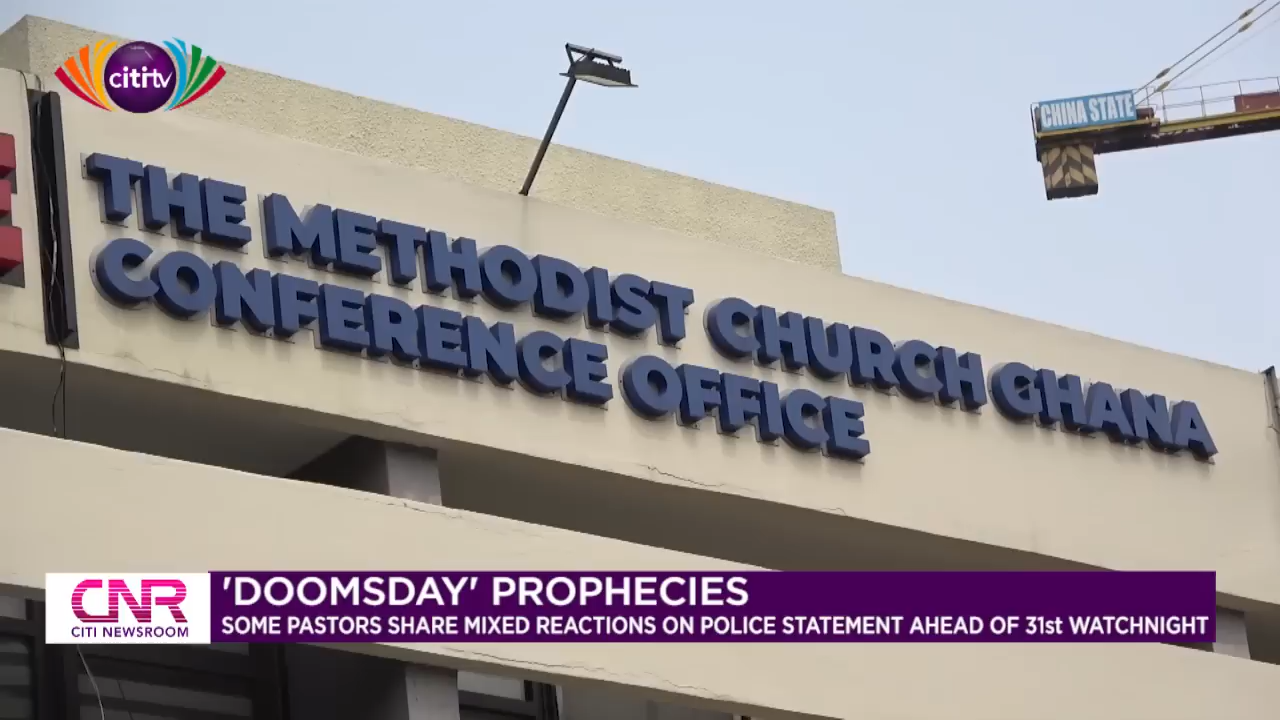 citi tv
CHINA STATE
THE METHODIST CHURCH GHANA
CONFERENCE OFFICE
CNR
CITI NEWSROOM
'DOOMSDAY' PROPHECIES
SOME PASTORS SHARE MIXED REACTIONS ON POLICE STATEMENT AHEAD OF 31st WATCHNIGHT